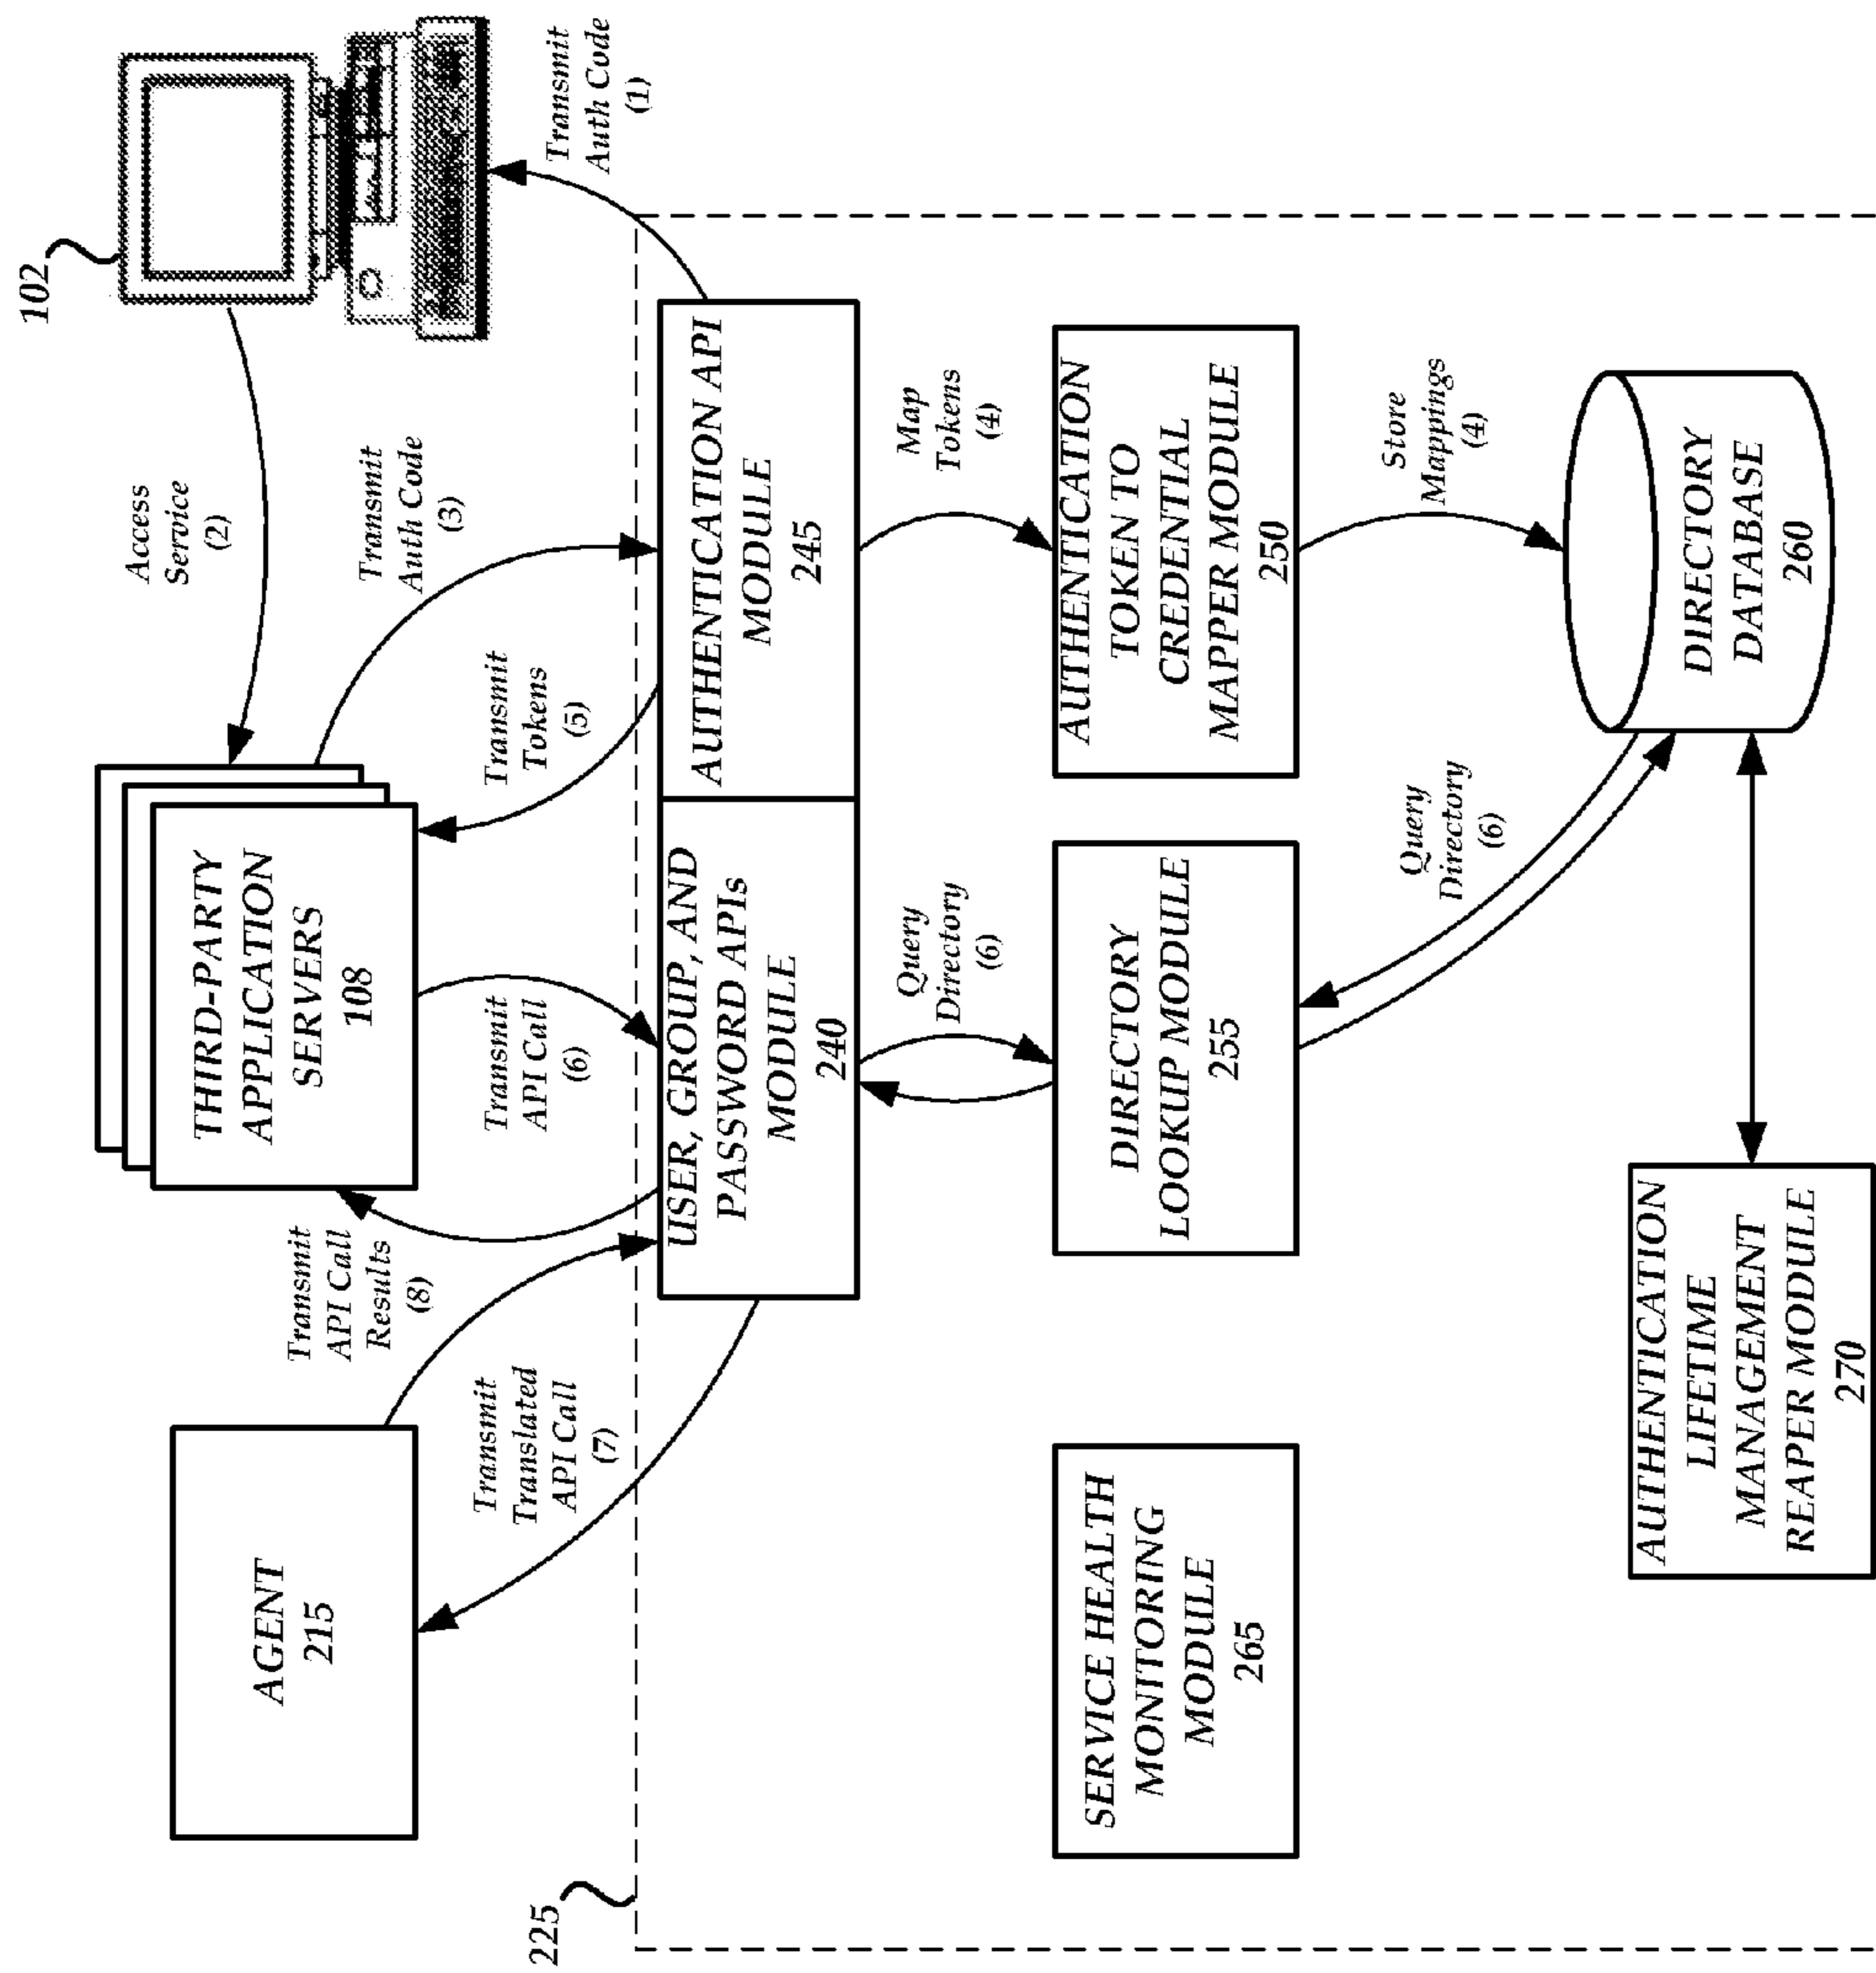 102
Access
Service
(2)
Transmit
Auth Code
(1)
Transmit
Auth Code
(3)
Transmit
Tokens
(5)
THIRD-PARTY
APPLICATION
SERVERS
108
Transmit
API Call
(6)
Transmit
API Call
Results
(8)
AGENT
215
Transmit
Translated
API Call
(7)
225
USER, GROUP, AND
PASSWORD APIs
MODULE
240
AUTHENTICATION API
MODULE
245
Query
Directory
(6)
Map
Tokens
(4)
SERVICE HEALTH
MONITORING
MODULE
265
DIRECTORY
LOOKUP MODULE
255
AUTHENTICATION
TOKEN TO
CREDENTIAL
MAPPER MODULE
250
Query
Directory
(6)
Store
Mappings
(4)
AUTHENTICATION
LIFETIME
MANAGEMENT
REAPER MODULE
270
DIRECTORY
DATABASE
260